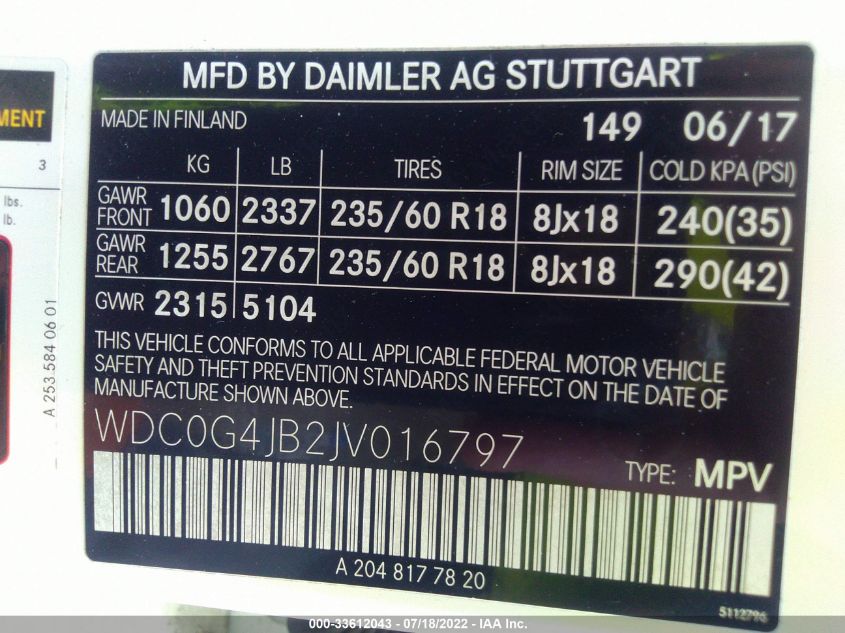 MFD BY DAIMLER AG STUTTGART
MADE IN FINLAND 149 06/17
KG LB TIRES RIM SIZE COLD KPA(PSI)
GAWR FRONT 1060 2337 235/60 R18 8Jx18 240(35)
GAWR REAR 1255 2767 235/60 R18 8Jx18 290(42)
GVWR 2315 5104
THIS VEHICLE CONFORMS TO ALL APPLICABLE FEDERAL MOTOR VEHICLE
SAFETY AND THEFT PREVENTION STANDARDS IN EFFECT ON THE DATE OF
MANUFACTURE SHOWN ABOVE.
WDC0G4JB2JV016797
TYPE: MPV
A 204 817 78 20
5112796
MENT
3
lbs.
lb.
A 253 584 06 01
000-33612043 - 07/18/2022 - IAA Inc.